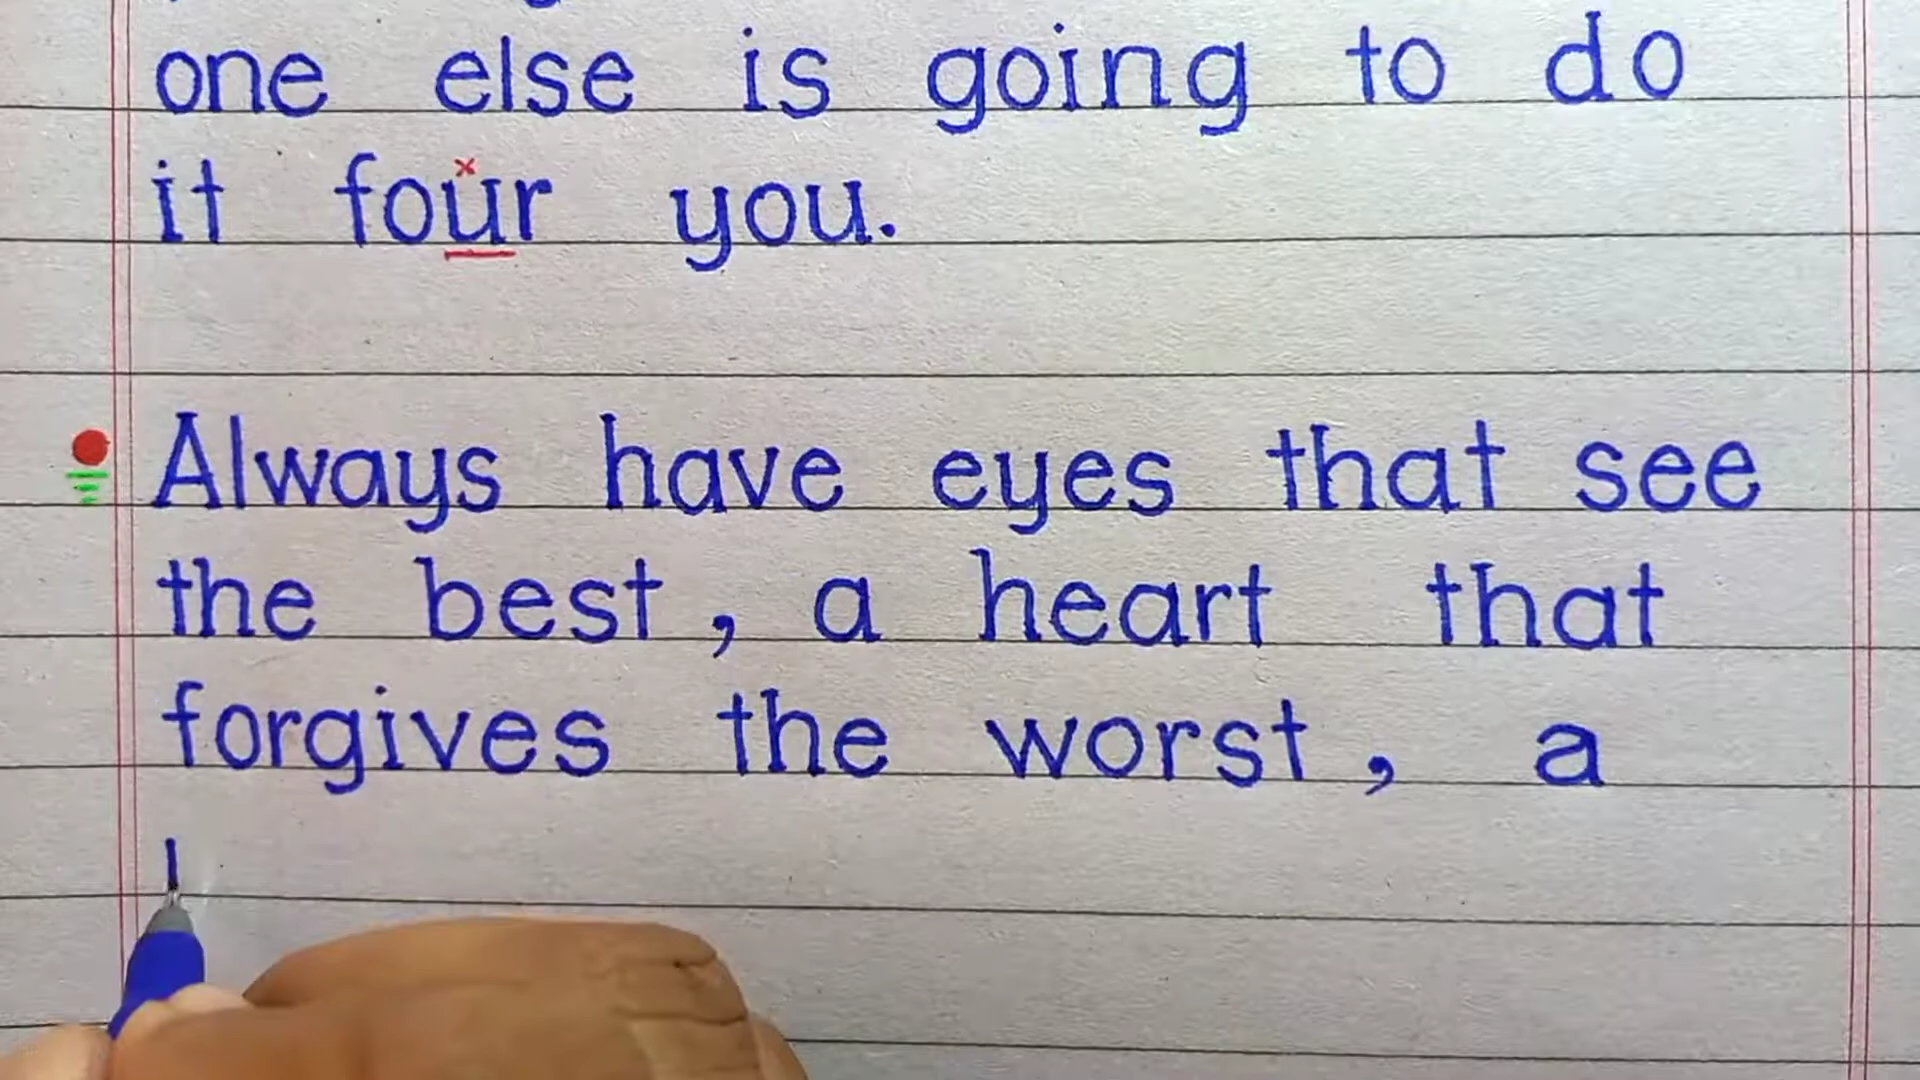 one else is going to do
it four you.
Always have eyes that see
the best, a heart that
forgives the worst, a